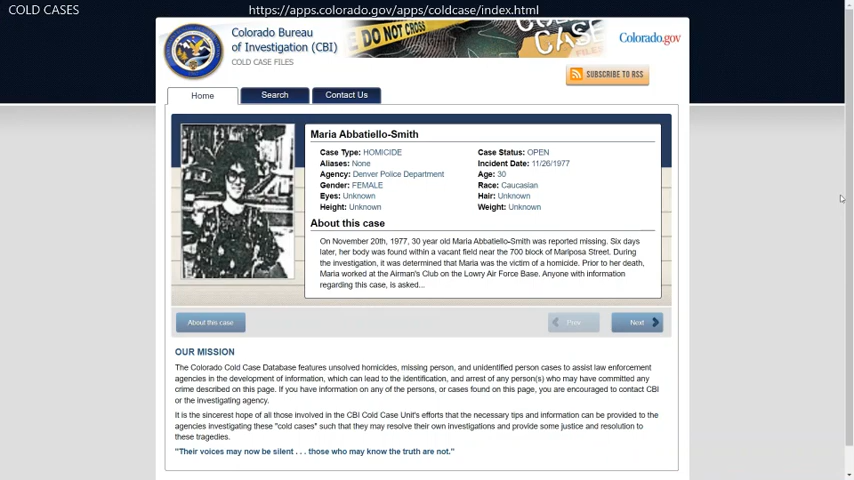 COLD CASES
https://apps.colorado.gov/apps/coldcase/index.html
Colorado Bureau
of Investigation (CBI)
COLD CASE FILES
DO NOT CROSS
COLD
CASE
FILES
Colorado.gov
SUBSCRIBE TO RSS
Home
Search
Contact Us
Maria Abbatiello-Smith
Case Type: HOMICIDE
Case Status: OPEN
Aliases: None
Incident Date: 11/26/1977
Agency: Denver Police Department
Age: 30
Gender: FEMALE
Race: Caucasian
Eyes: Unknown
Hair: Unknown
Height: Unknown
Weight: Unknown
About this case
On November 20th, 1977, 30 year old Maria Abbatiello-Smith was reported missing. Six days
later, her body was found within a vacant field near the 700 block of Mariposa Street. During
the investigation, it was determined that Maria was the victim of a homicide. Prior to her death,
Maria worked at the Airman's Club on the Lowry Air Force Base. Anyone with information
regarding this case, is asked...
About this case
Prev
Next
OUR MISSION
The Colorado Cold Case Database features unsolved homicides, missing person, and unidentified person cases to assist law enforcement
agencies in the development of information, which can lead to the identification, and arrest of any person(s) who may have committed any
crime described on this page. If you have information on any of the persons, or cases found on this page, you are encouraged to contact CBI
or the investigating agency.
It is the sincerest hope of all those involved in the CBI Cold Case Unit's efforts that the necessary tips and information can be provided to the
agencies investigating these "cold cases" such that they may resolve their own investigations and provide some justice and resolution to
these tragedies.
"Their voices may now be silent . . . those who may know the truth are not."